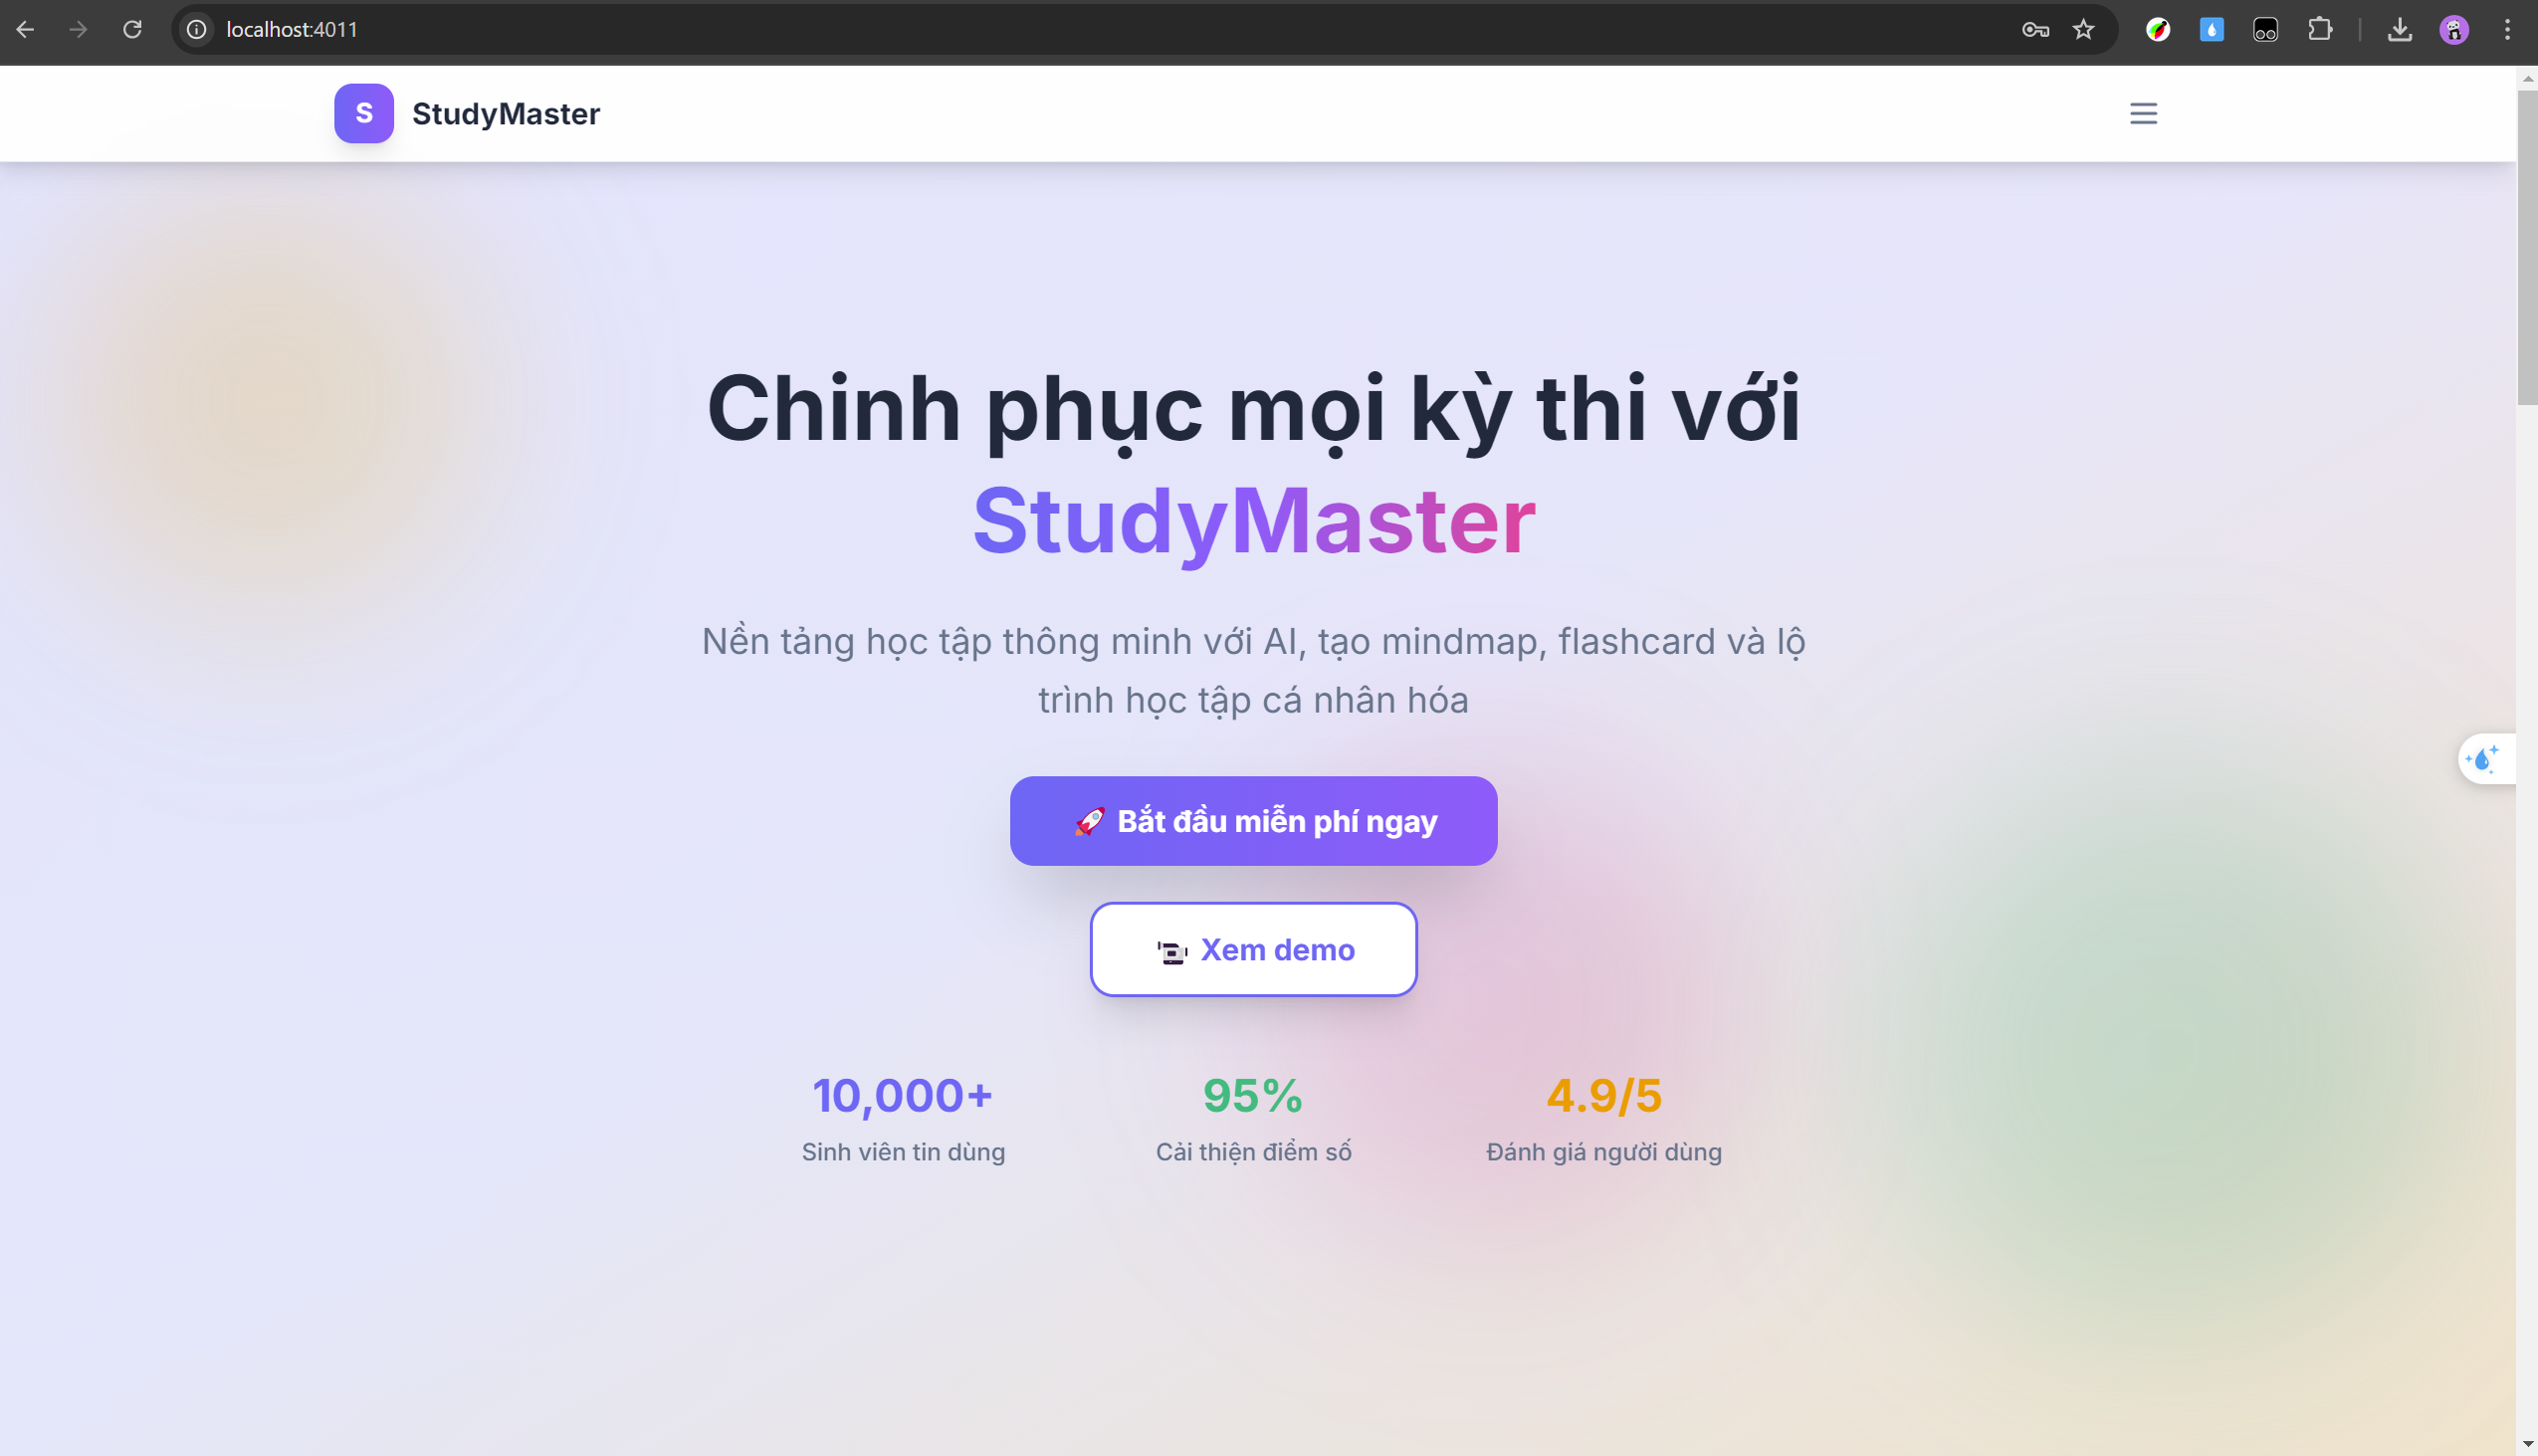 localhost:4011
S
StudyMaster
Chinh phục mọi kỳ thi với
StudyMaster
Nền tảng học tập thông minh với AI, tạo mindmap, flashcard và lộ
trình học tập cá nhân hóa
🚀 Bắt đầu miễn phí ngay
Xem demo
10,000+
95%
4.9/5
Sinh viên tin dùng
Cải thiện điểm số
Đánh giá người dùng